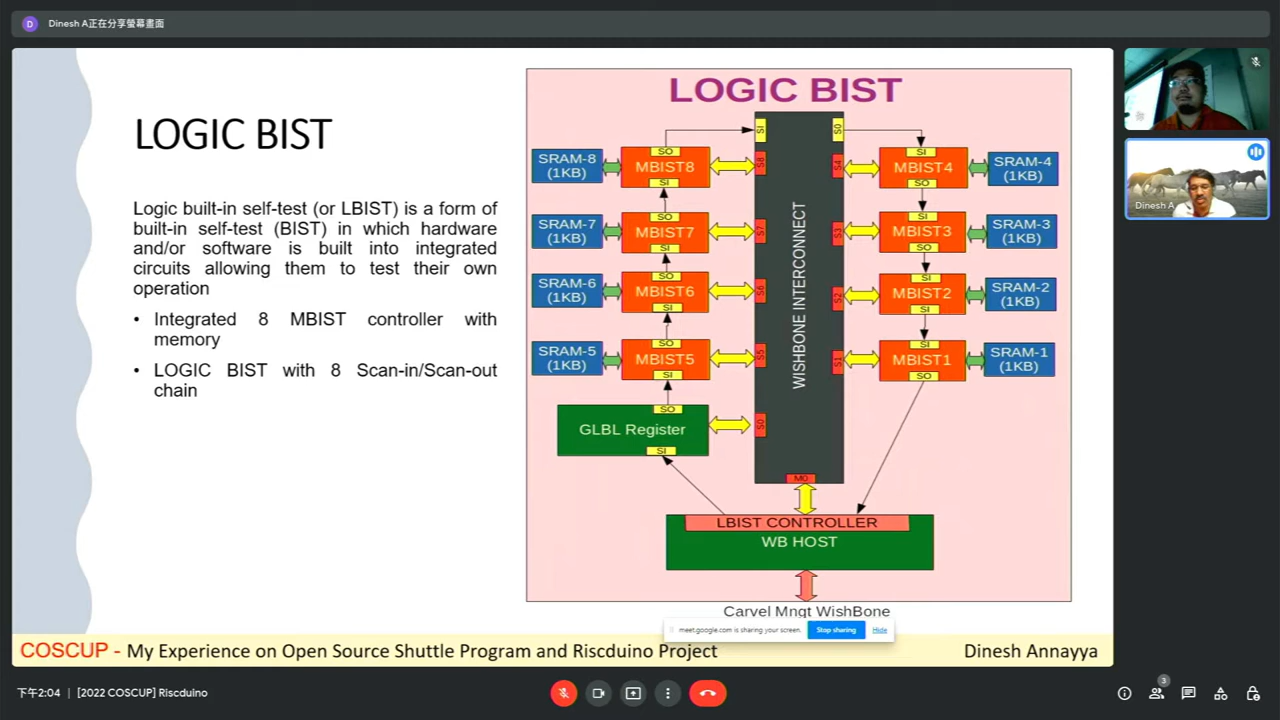 D Dinesh A正在分享螢幕畫面
LOGIC BIST
Logic built-in self-test (or LBIST) is a form of
built-in self-test (BIST) in which hardware
and/or software is built into integrated
circuits allowing them to test their own
operation
• Integrated 8 MBIST controller with
memory
• LOGIC BIST with 8 Scan-in/Scan-out
chain
LOGIC BIST
SI
SO
SRAM-8
(1KB)
SO
MBIST8
SI
S8
SRAM-7
(1KB)
SO
MBIST7
SI
S7
SRAM-6
(1KB)
SO
MBIST6
SI
S6
SRAM-5
(1KB)
SO
MBIST5
SI
S5
SO
GLBL Register
SI
S0
WISHBONE INTERCONNECT
M0
S4
SI
MBIST4
SO
SRAM-4
(1KB)
S3
SI
MBIST3
SO
SRAM-3
(1KB)
S2
SI
MBIST2
SI
SRAM-2
(1KB)
S1
SI
MBIST1
SO
SRAM-1
(1KB)
LBIST CONTROLLER
WB HOST
Carvel Mngt WishBone
meet.google.com is sharing your screen. Stop sharing Hide
COSCUP - My Experience on Open Source Shuttle Program and Riscduino Project Dinesh Annayya
Dinesh A
下午2:04 | [2022 COSCUP] Riscduino
3